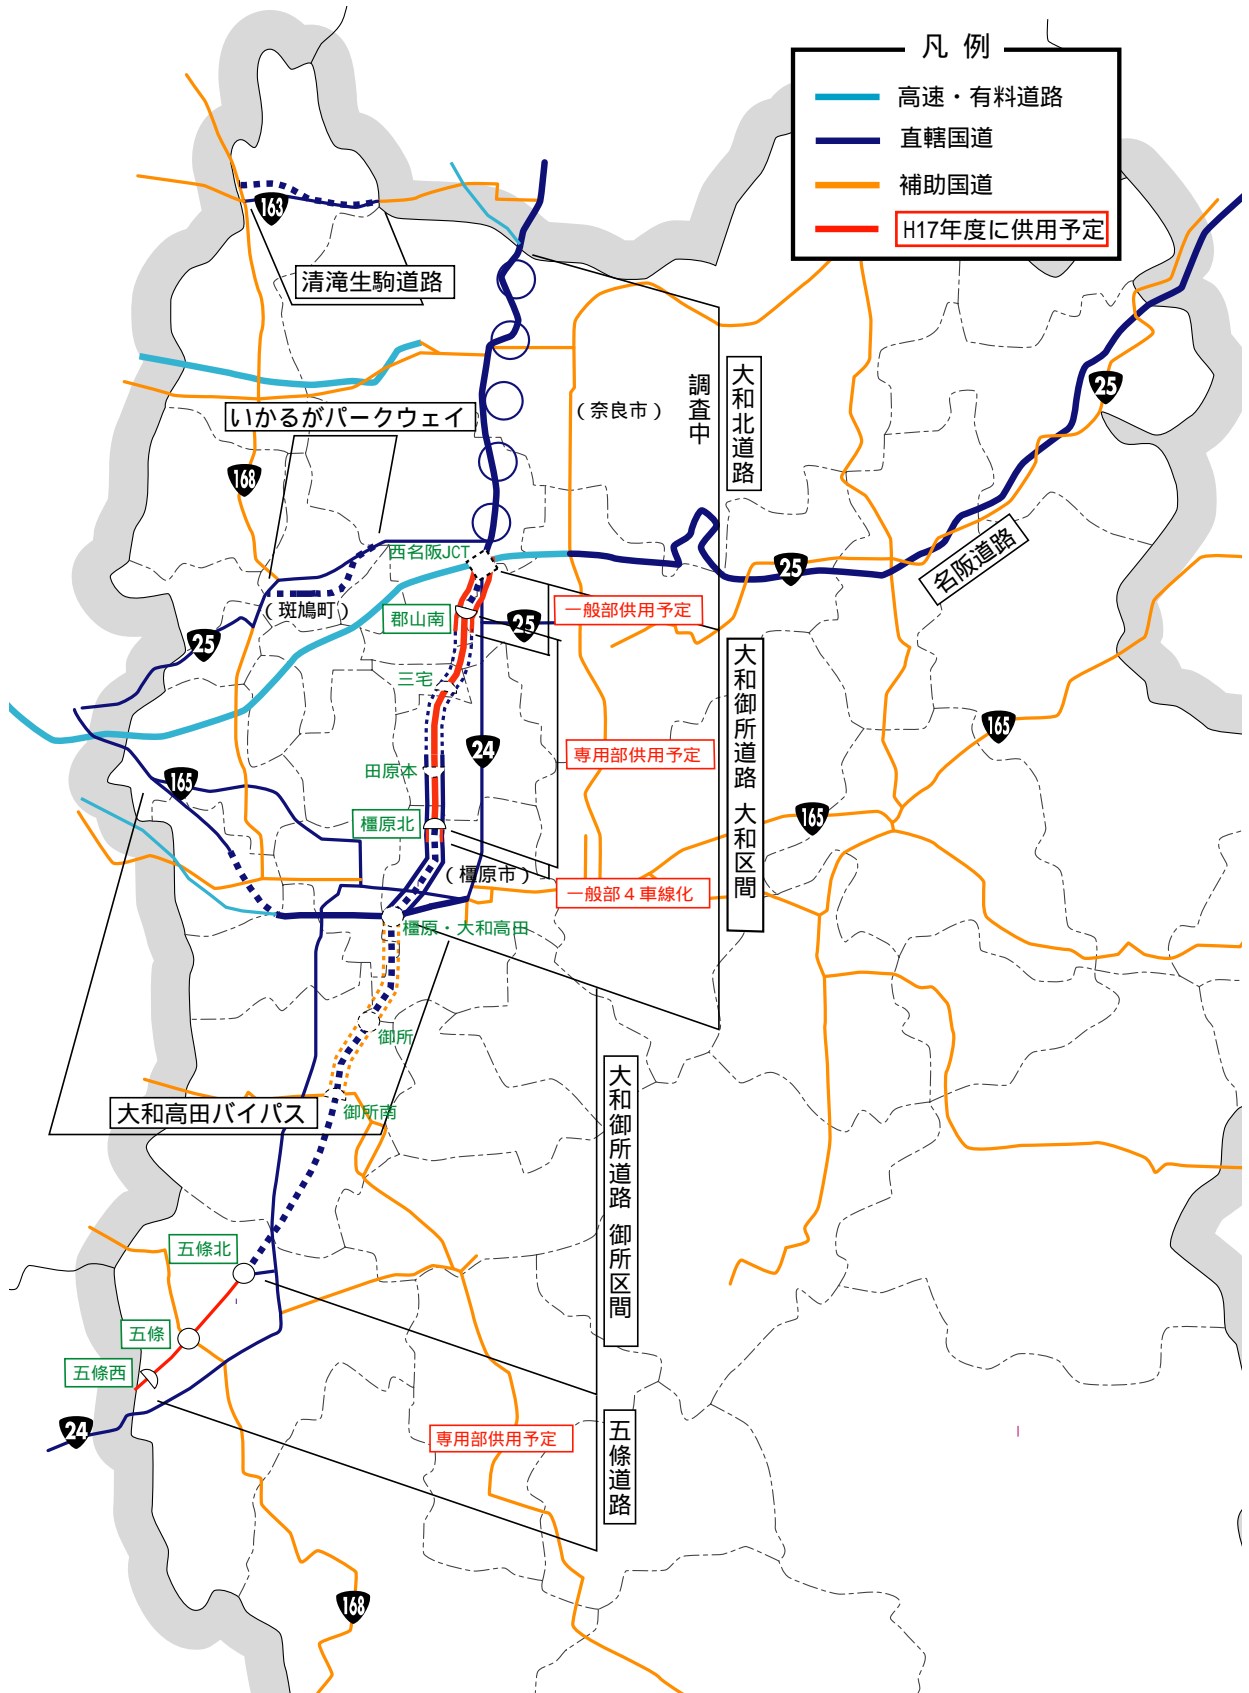 凡 例
高速・有料道路
直轄国道
補助国道
H17年度に供用予定
163
清滝生駒道路
大和北道路
調査中
(奈良市)
25
いかるがパークウェイ
168
西名阪JCT
名阪道路
25
(斑鳩町)
郡山南
25
一般部供用予定
25
三宅
大和御所道路 大和区間
165
24
専用部供用予定
田原本
165
橿原北
165
(橿原市)
一般部4車線化
橿原・大和高田
御所
大和御所道路 御所区間
大和高田バイパス
御所南
五條北
五條
五條西
24
専用部供用予定
五條道路
168